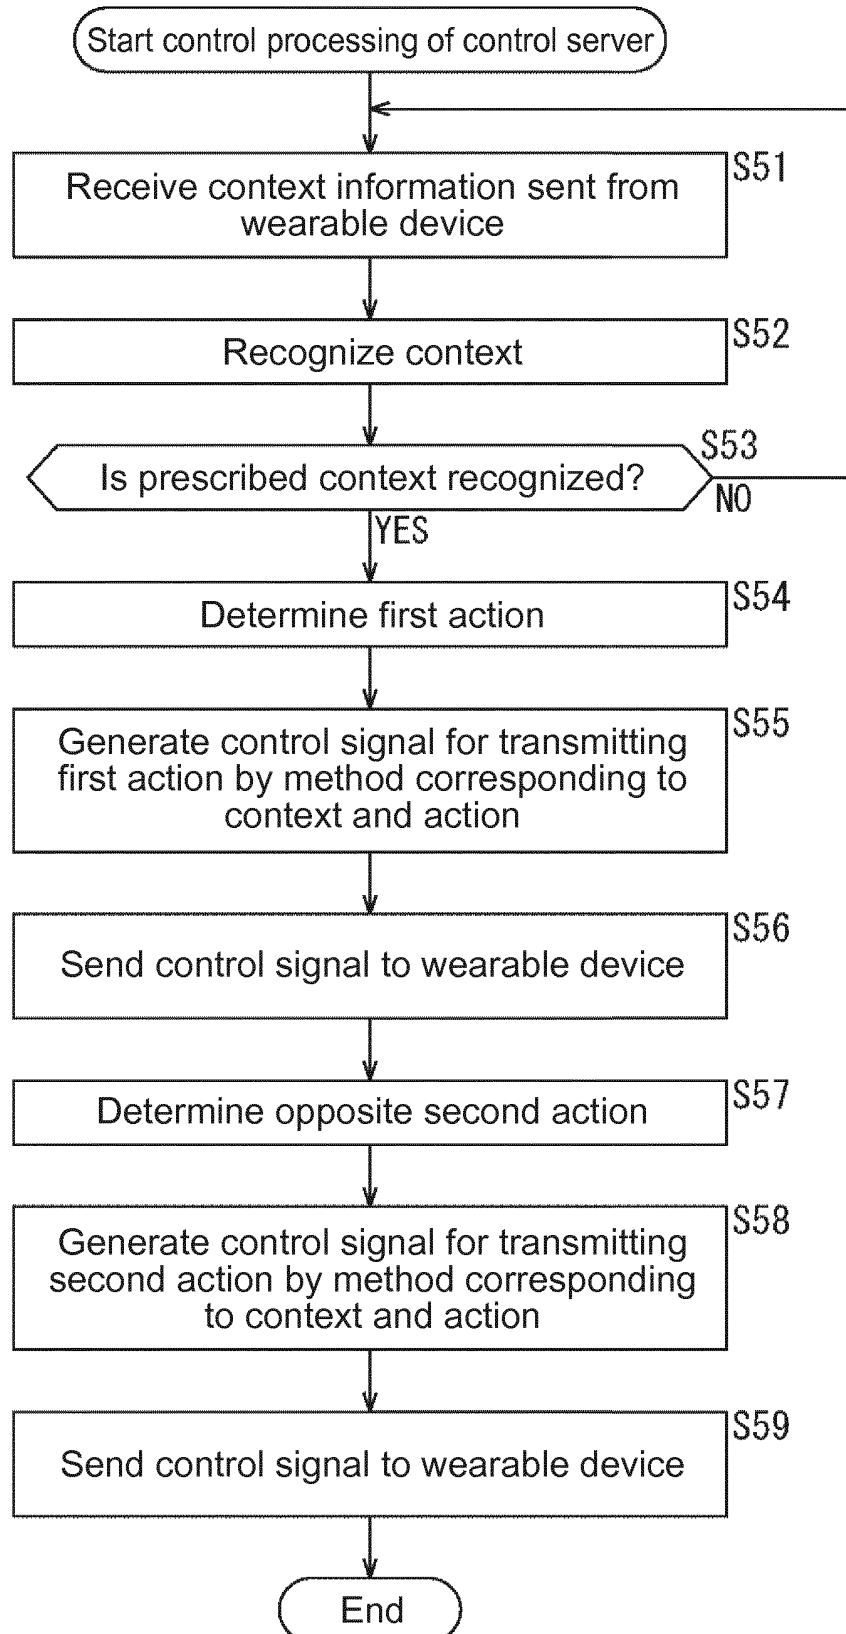 Start control processing of control server
S51
Receive context information sent from
wearable device
S52
Recognize context
S53
Is prescribed context recognized?
NO
YES
S54
Determine first action
S55
Generate control signal for transmitting
first action by method corresponding to
context and action
S56
Send control signal to wearable device
S57
Determine opposite second action
S58
Generate control signal for transmitting
second action by method corresponding
to context and action
S59
Send control signal to wearable device
End